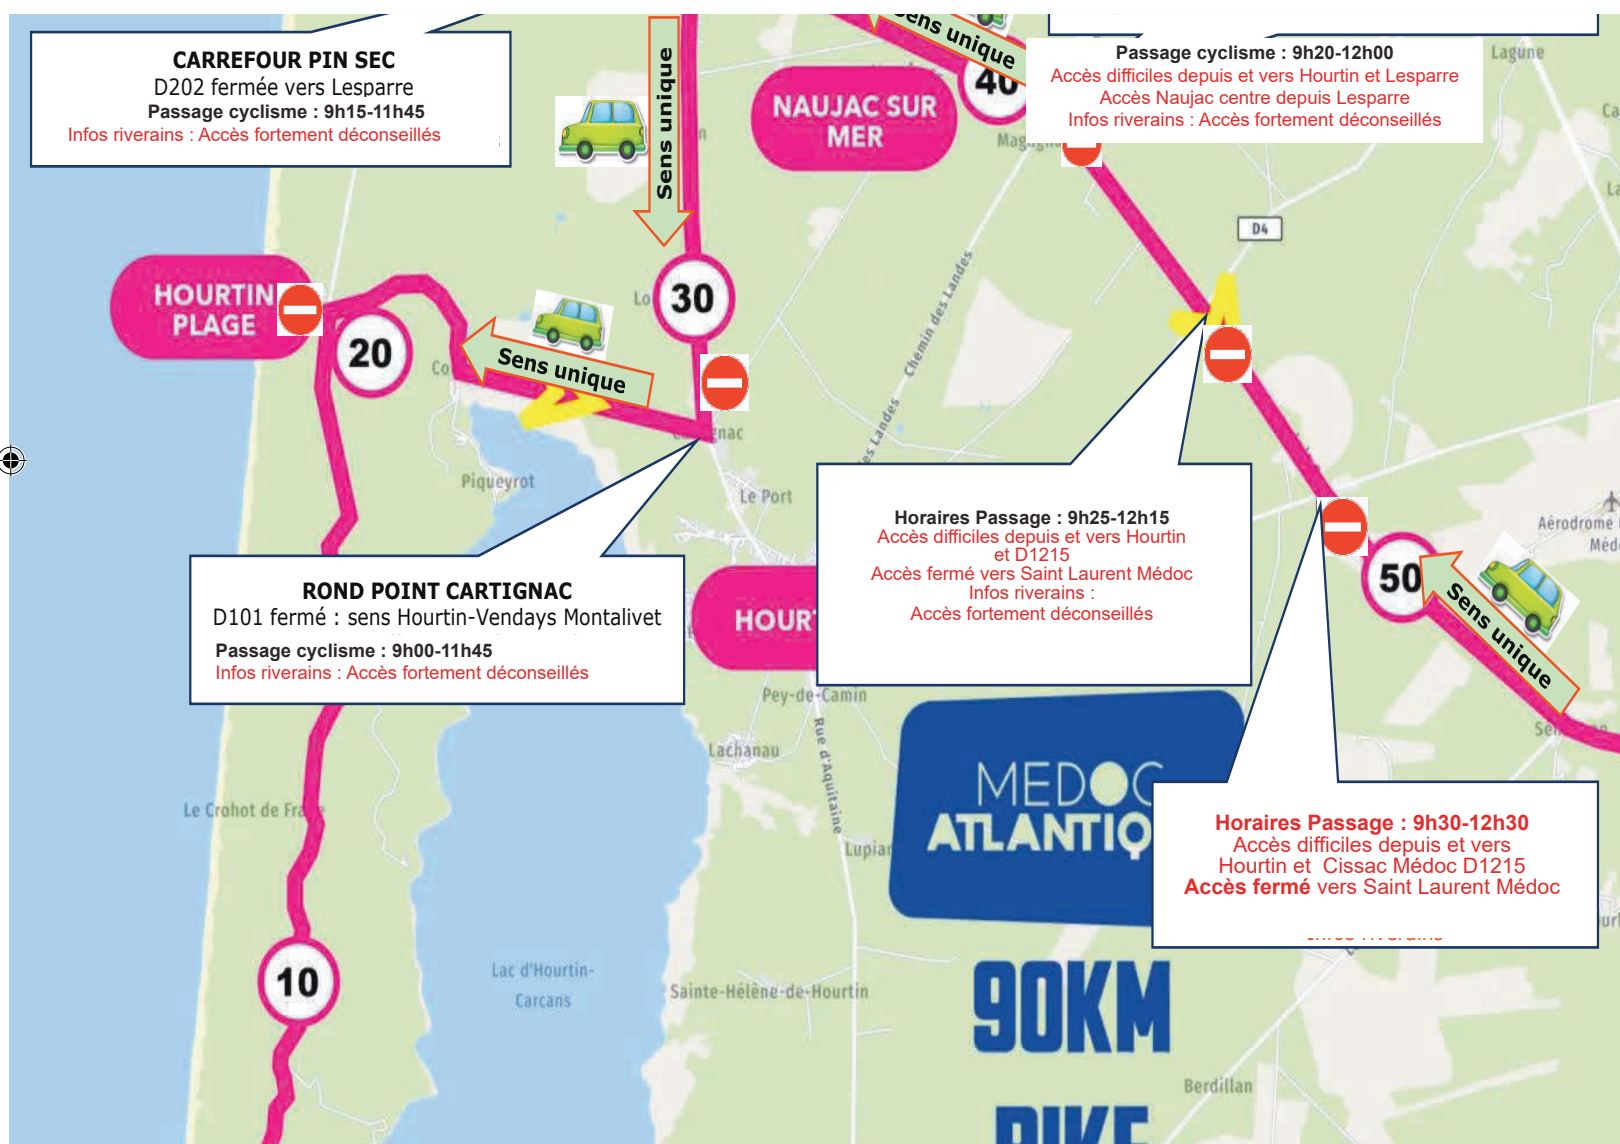 CARREFOUR PIN SEC
D202 fermée vers Lesparre
Passage cyclisme : 9h15-11h45
Infos riverains : Accès fortement déconseillés
Sens unique
Sens unique
Passage cyclisme : 9h20-12h00
Accès difficiles depuis et vers Hourtin et Lesparre
Accès Naujac centre depuis Lesparre
Infos riverains : Accès fortement déconseillés
Lagune
40
NAUJAC SUR
MER
D4
HOURTIN
PLAGE
20
30
Sens unique
Chemin des Landes
Landes
Piqueyrot
Le Port
Aérodrome
Horaires Passage : 9h25-12h15
Accès difficiles depuis et vers Hourtin
et D1215
Accès fermé vers Saint Laurent Médoc
Infos riverains :
Accès fortement déconseillés
50
Sens unique
ROND POINT CARTIGNAC
D101 fermé : sens Hourtin-Vendays Montalivet
Passage cyclisme : 9h00-11h45
Infos riverains : Accès fortement déconseillés
HOURT
Pey-de-Camin
Rue d'Aquitaine
Lachanau
Le Crohot de
MEDOC
ATLANTIQ
Horaires Passage : 9h30-12h30
Accès difficiles depuis et vers
Hourtin et Cissac Médoc D1215
Accès fermé vers Saint Laurent Médoc
10
Lac d'Hourtin-
Carcans
Sainte-Hélène-de-Hourtin
90KM
BIKE
Berdillan